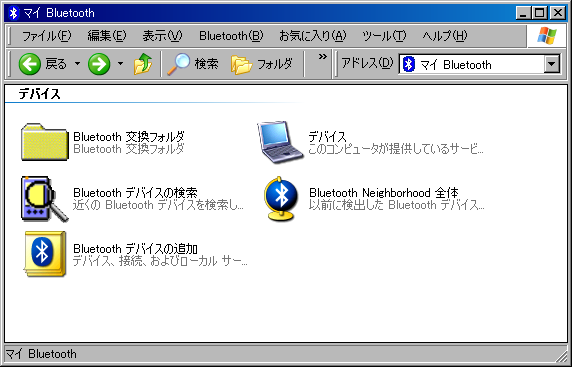 マイ Bluetooth
ファイル(F) 編集(E) 表示(V) Bluetooth(B) お気に入り(A) ツール(T) ヘルプ(H)
戻る 検索 フォルダ » アドレス(D) マイ Bluetooth
デバイス
Bluetooth 交換フォルダ
Bluetooth 交換フォルダ
デバイス
このコンピュータが提供しているサービ...
Bluetooth デバイスの検索
近くの Bluetooth デバイスを検索し...
Bluetooth Neighborhood 全体
以前に検出した Bluetooth デバイス...
Bluetooth デバイスの追加
デバイス、接続、およびローカル サー...
マイ Bluetooth